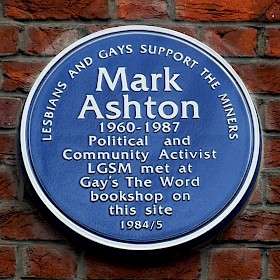 LESBIANS AND GAYS SUPPORT THE MINERS
Mark
Ashton
1960-1987
Political and
Community Activist
LGSM met at
Gay's The Word
bookshop on
this site
1984/5